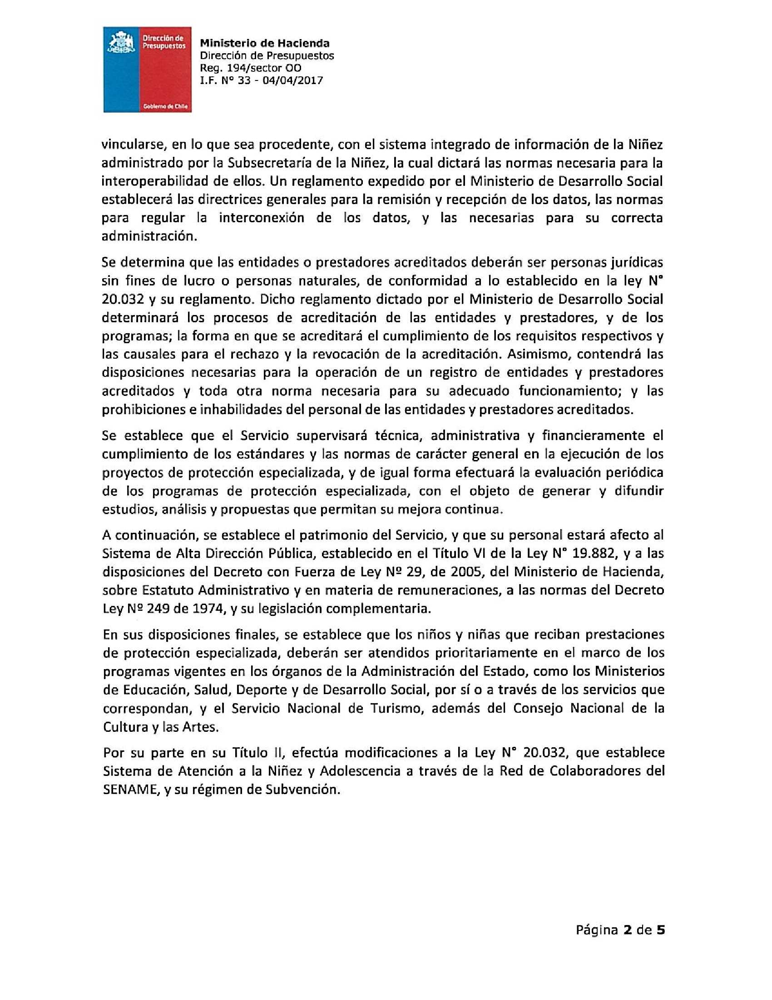 Dirección de
Presupuestos
Gobierno de Chile
Ministerio de Hacienda
Dirección de Presupuestos
Reg. 194/sector OO
I.F. N° 33 - 04/04/2017
vincularse, en lo que sea procedente, con el sistema integrado de información de la Niñez
administrado por la Subsecretaría de la Niñez, la cual dictará las normas necesaria para la
interoperabilidad de ellos. Un reglamento expedido por el Ministerio de Desarrollo Social
establecerá las directrices generales para la remisión y recepción de los datos, las normas
para regular la interconexión de los datos, y las necesarias para su correcta
administración.
Se determina que las entidades o prestadores acreditados deberán ser personas jurídicas
sin fines de lucro o personas naturales, de conformidad a lo establecido en la ley N°
20.032 y su reglamento. Dicho reglamento dictado por el Ministerio de Desarrollo Social
determinará los procesos de acreditación de las entidades y prestadores, y de los
programas; la forma en que se acreditará el cumplimiento de los requisitos respectivos y
las causales para el rechazo y la revocación de la acreditación. Asimismo, contendrá las
disposiciones necesarias para la operación de un registro de entidades y prestadores
acreditados y toda otra norma necesaria para su adecuado funcionamiento; y las
prohibiciones e inhabilidades del personal de las entidades y prestadores acreditados.
Se establece que el Servicio supervisará técnica, administrativa y financieramente el
cumplimiento de los estándares y las normas de carácter general en la ejecución de los
proyectos de protección especializada, y de igual forma efectuará la evaluación periódica
de los programas de protección especializada, con el objeto de generar y difundir
estudios, análisis y propuestas que permitan su mejora continua.
A continuación, se establece el patrimonio del Servicio, y que su personal estará afecto al
Sistema de Alta Dirección Pública, establecido en el Título VI de la Ley N° 19.882, y a las
disposiciones del Decreto con Fuerza de Ley Nº 29, de 2005, del Ministerio de Hacienda,
sobre Estatuto Administrativo y en materia de remuneraciones, a las normas del Decreto
Ley Nº 249 de 1974, y su legislación complementaria.
En sus disposiciones finales, se establece que los niños y niñas que reciban prestaciones
de protección especializada, deberán ser atendidos prioritariamente en el marco de los
programas vigentes en los órganos de la Administración del Estado, como los Ministerios
de Educación, Salud, Deporte y de Desarrollo Social, por sí o a través de los servicios que
correspondan, y el Servicio Nacional de Turismo, además del Consejo Nacional de la
Cultura y las Artes.
Por su parte en su Título II, efectúa modificaciones a la Ley N° 20.032, que establece
Sistema de Atención a la Niñez y Adolescencia a través de la Red de Colaboradores del
SENAME, y su régimen de Subvención.
Página 2 de 5